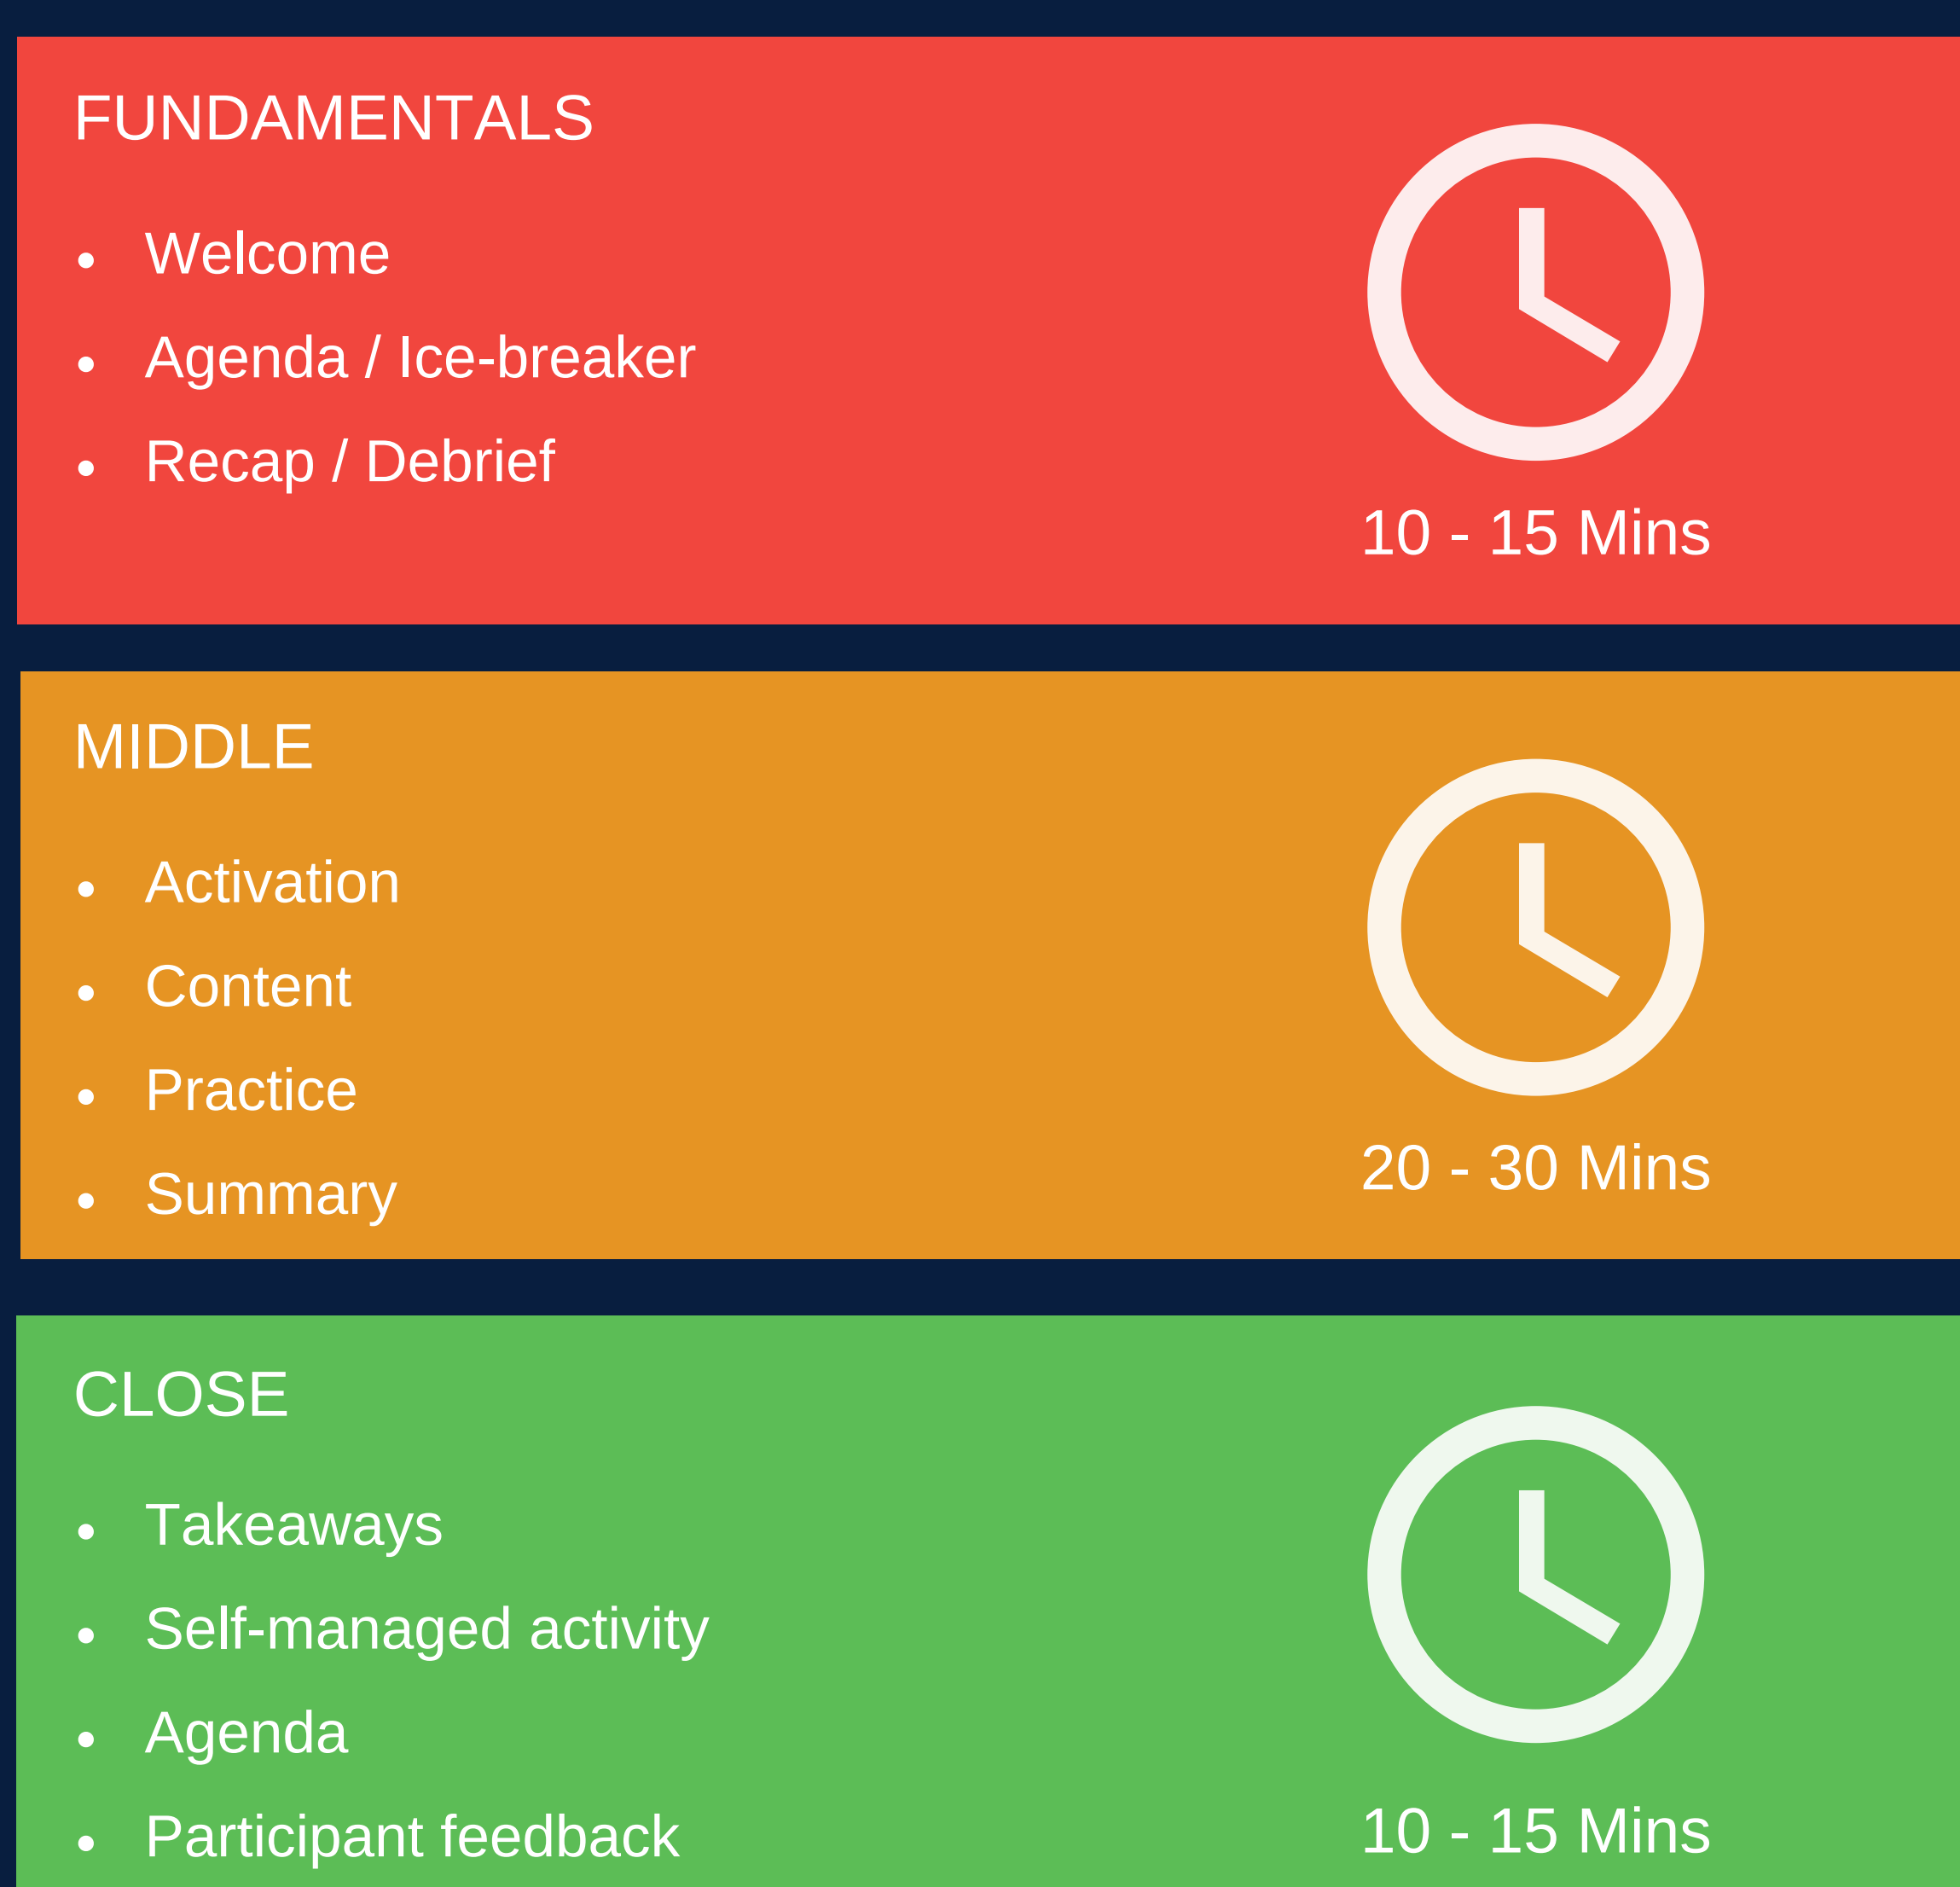 FUNDAMENTALS
• Welcome
• Agenda / Ice-breaker
• Recap / Debrief
10 - 15 Mins
MIDDLE
• Activation
• Content
• Practice
• Summary
20 - 30 Mins
CLOSE
• Takeaways
• Self-managed activity
• Agenda
• Participant feedback
10 - 15 Mins